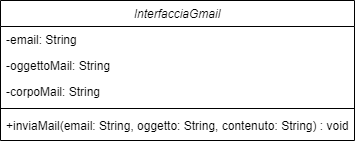 InterfacciaGmail
-email: String
-oggettoMail: String
-corpoMail: String
+inviaMail(email: String, oggetto: String, contenuto: String) : void